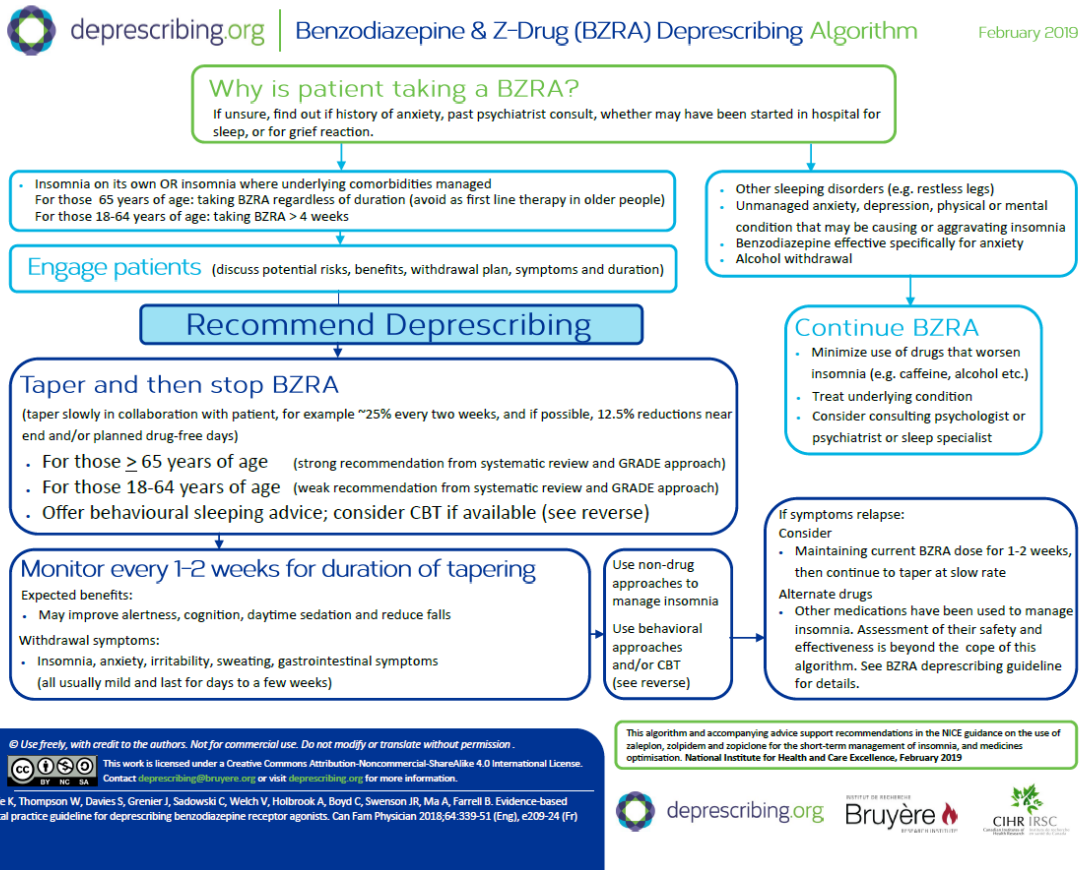 deprescribing.org
Benzodiazepine & Z-Drug (BZRA) Deprescribing Algorithm
February 2019
Why is patient taking a BZRA?
If unsure, find out if history of anxiety, past psychiatrist consult, whether may have been started in hospital for
sleep, or for grief reaction.
• Insomnia on its own OR insomnia where underlying comorbidities managed
For those 65 years of age: taking BZRA regardless of duration (avoid as first line therapy in older people)
For those 18-64 years of age: taking BZRA > 4 weeks
Engage patients (discuss potential risks, benefits, withdrawal plan, symptoms and duration)
• Other sleeping disorders (e.g. restless legs)
• Unmanaged anxiety, depression, physical or mental
condition that may be causing or aggravating insomnia
• Benzodiazepine effective specifically for anxiety
• Alcohol withdrawal
Recommend Deprescribing
Continue BZRA
• Minimize use of drugs that worsen
insomnia (e.g. caffeine, alcohol etc.)
• Treat underlying condition
• Consider consulting psychologist or
psychiatrist or sleep specialist
Taper and then stop BZRA
(taper slowly in collaboration with patient, for example ~25% every two weeks, and if possible, 12.5% reductions near
end and/or planned drug-free days)
• For those ≥ 65 years of age (strong recommendation from systematic review and GRADE approach)
• For those 18-64 years of age (weak recommendation from systematic review and GRADE approach)
• Offer behavioural sleeping advice; consider CBT if available (see reverse)
Monitor every 1-2 weeks for duration of tapering
Expected benefits:
• May improve alertness, cognition, daytime sedation and reduce falls
Withdrawal symptoms:
• Insomnia, anxiety, irritability, sweating, gastrointestinal symptoms
(all usually mild and last for days to a few weeks)
Use non-drug
approaches to
manage insomnia
Use behavioral
approaches
and/or CBT
(see reverse)
If symptoms relapse:
Consider
• Maintaining current BZRA dose for 1-2 weeks,
then continue to taper at slow rate
Alternate drugs
• Other medications have been used to manage
insomnia. Assessment of their safety and
effectiveness is beyond the cope of this
algorithm. See BZRA deprescribing guideline
for details.
© Use freely, with credit to the authors. Not for commercial use. Do not modify or translate without permission .
cc BY NC SA
This work is licensed under a Creative Commons Attribution-Noncommercial-ShareAlike 4.0 International License.
Contact deprescribing@bruyere.org or visit deprescribing.org for more information.
e K, Thompson W, Davies S, Grenier J, Sadowski C, Welch V, Holbrook A, Boyd C, Swenson JR, Ma A, Farrell B. Evidence-based
al practice guideline for deprescribing benzodiazepine receptor agonists. Can Fam Physician 2018;64:339-51 (Eng), e209-24 (Fr)
This algorithm and accompanying advice support recommendations in the NICE guidance on the use of
zaleplon, zolpidem and zopiclone for the short-term management of insomnia, and medicines
optimisation. National Institute for Health and Care Excellence, February 2019
deprescribing.org
INSTITUT DE RECHERCHE
Bruyère
RESEARCH INSTITUTE
CIHR IRSC